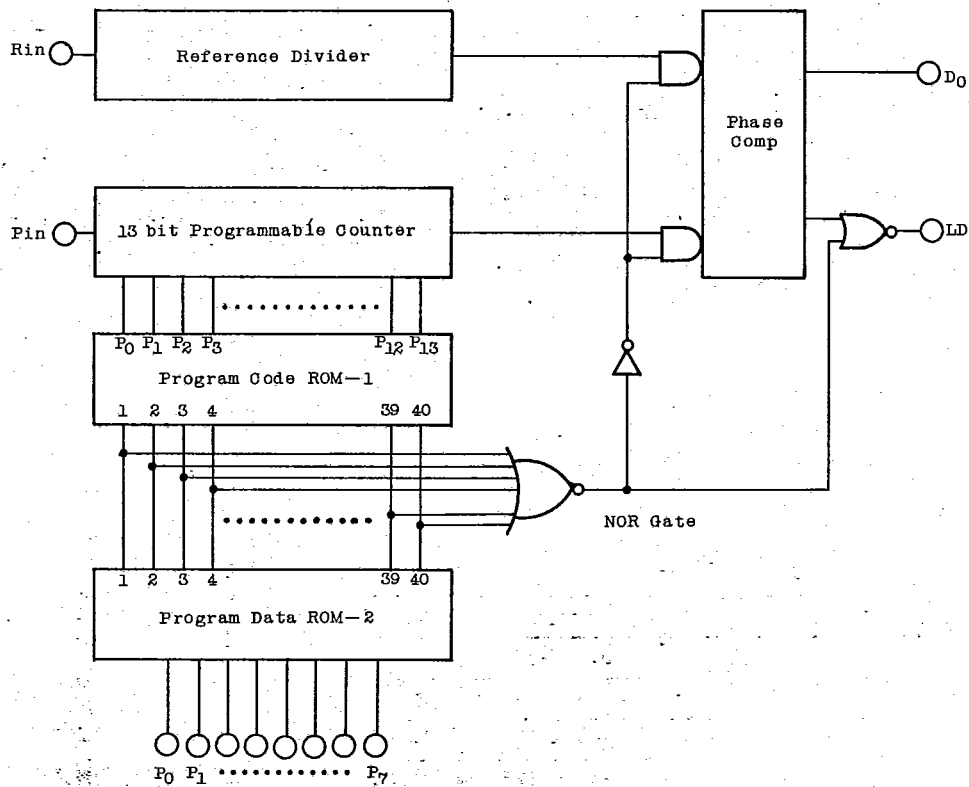 Rin
Reference Divider
Phase
Comp
D0
Pin
13 bit Programmable Counter
LD
P0 P1 P2 P3 P12 P13
Program Code ROM-1
1 2 3 4 39 40
NOR Gate
1 2 3 4 39 40
Program Data ROM-2
P0 P1 P7